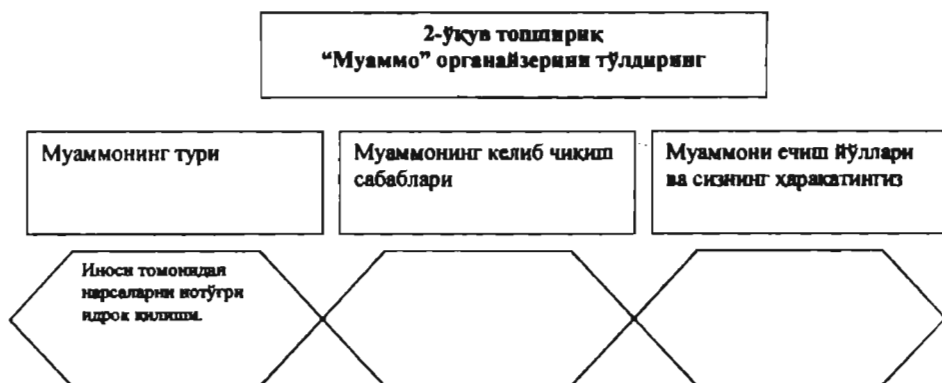 2-ўқув топшириқ
“Муаммо” органайзерини тўлдиринг
Муаммонинг тури
Муаммонинг келиб чиқиш
сабаблари
Муаммони ечиш йўллари
ва сизнинг ҳаракатингиз
Иноси томонидан
нарсаларни нотўғри
идрок қилиши.